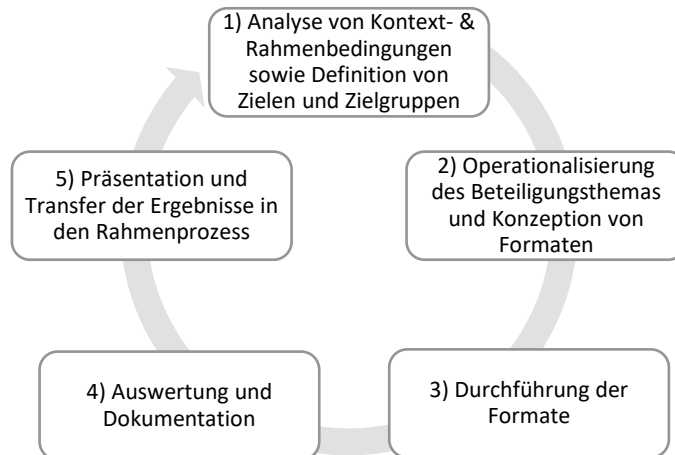 1) Analyse von Kontext- &
Rahmenbedingungen
sowie Definition von
Zielen und Zielgruppen
2) Operationalisierung
des Beteiligungsthemas
und Konzeption von
Formaten
3) Durchführung der
Formate
4) Auswertung und
Dokumentation
5) Präsentation und
Transfer der Ergebnisse in
den Rahmenprozess